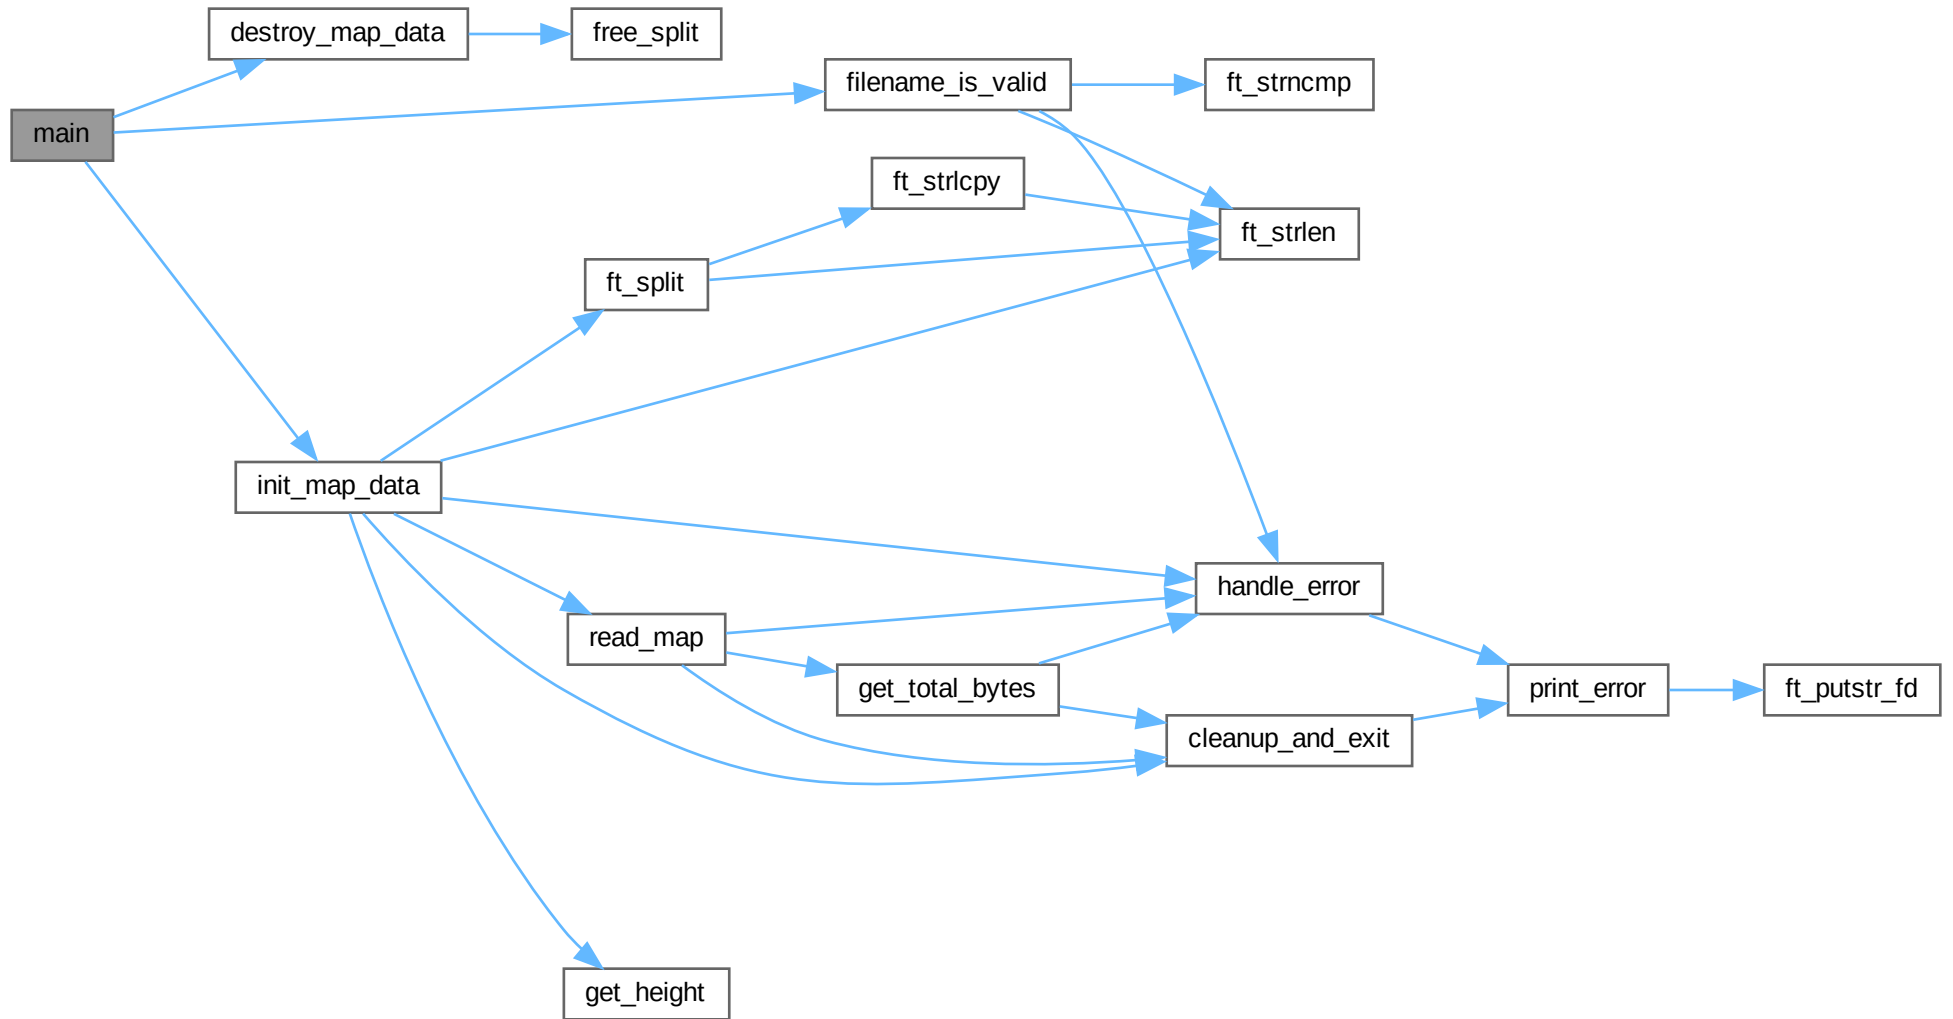 destroy_map_data
free_split
filename_is_valid
ft_strncmp
main
ft_strlcpy
ft_strlen
ft_split
init_map_data
handle_error
read_map
get_total_bytes
print_error
ft_putstr_fd
cleanup_and_exit
get_height